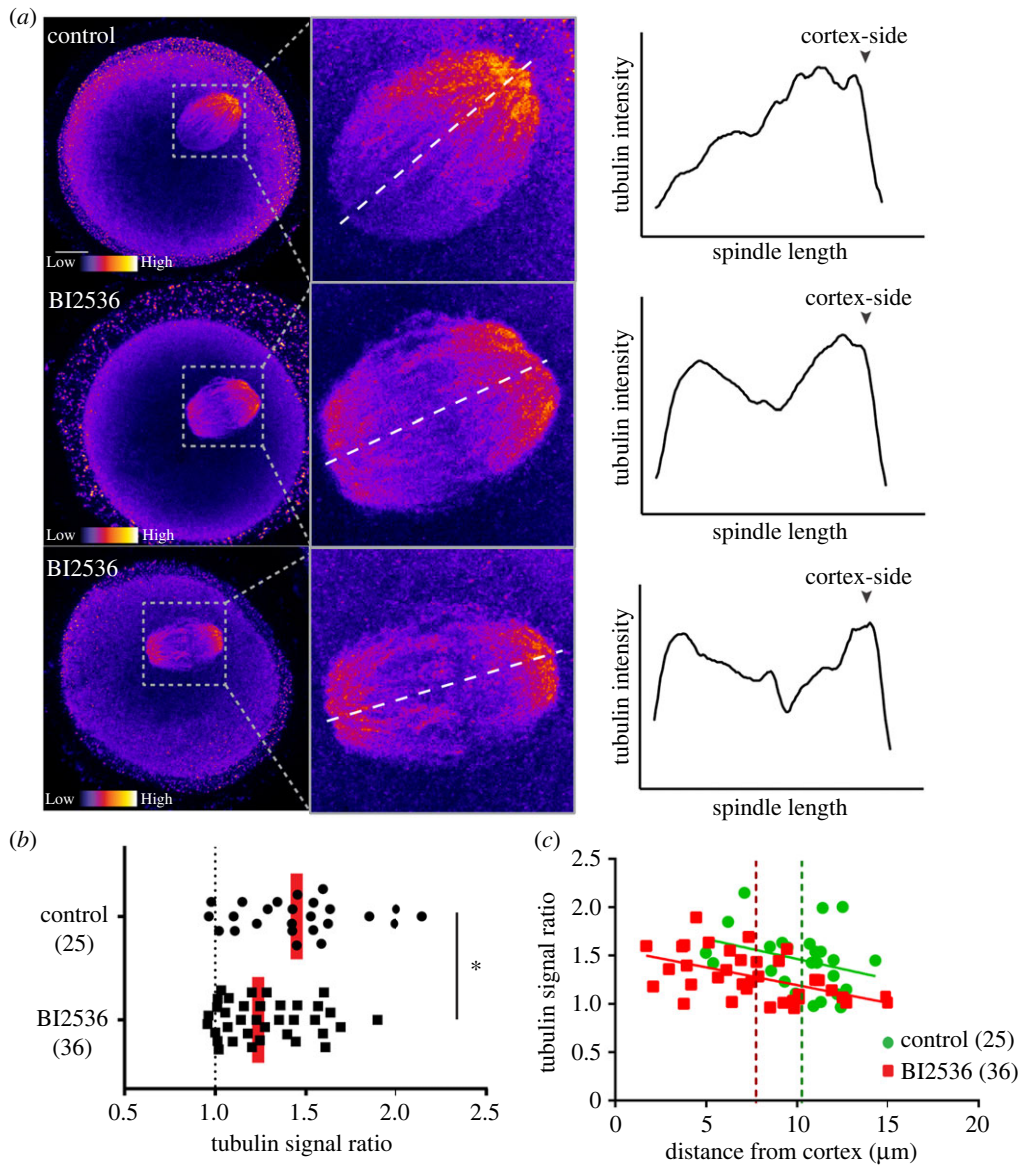 (a)
control
Low High
cortex-side
tubulin intensity
spindle length
BI2536
Low High
cortex-side
tubulin intensity
spindle length
BI2536
Low High
cortex-side
tubulin intensity
spindle length
(b)
control
(25)
BI2536
(36)
*
0.5 1.0 1.5 2.0 2.5
tubulin signal ratio
(c)
2.5
2.0
1.5
1.0
0.5
0
tubulin signal ratio
control (25)
BI2536 (36)
0 5 10 15 20
distance from cortex (μm)